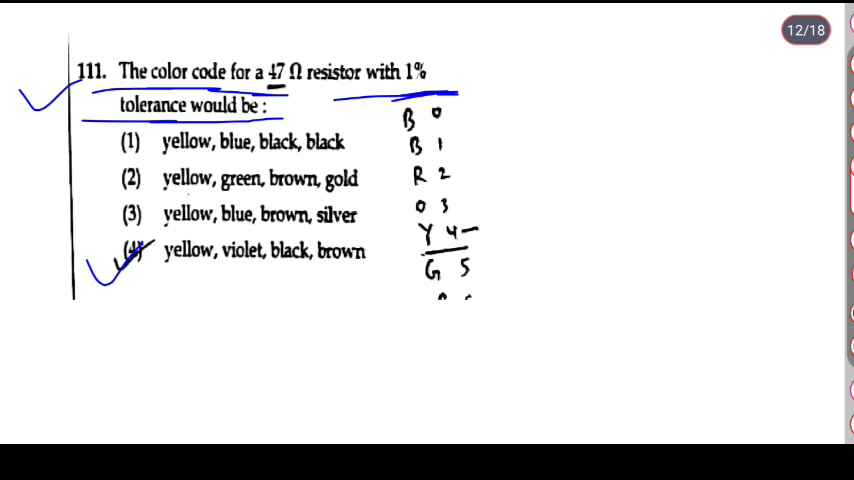 12/18
111. The color code for a 47 Ω resistor with 1%
tolerance would be :
(1) yellow, blue, black, black
(2) yellow, green, brown, gold
(3) yellow, blue, brown, silver
(4) yellow, violet, black, brown
B 0
B 1
R 2
O 3
Y 4
G 5